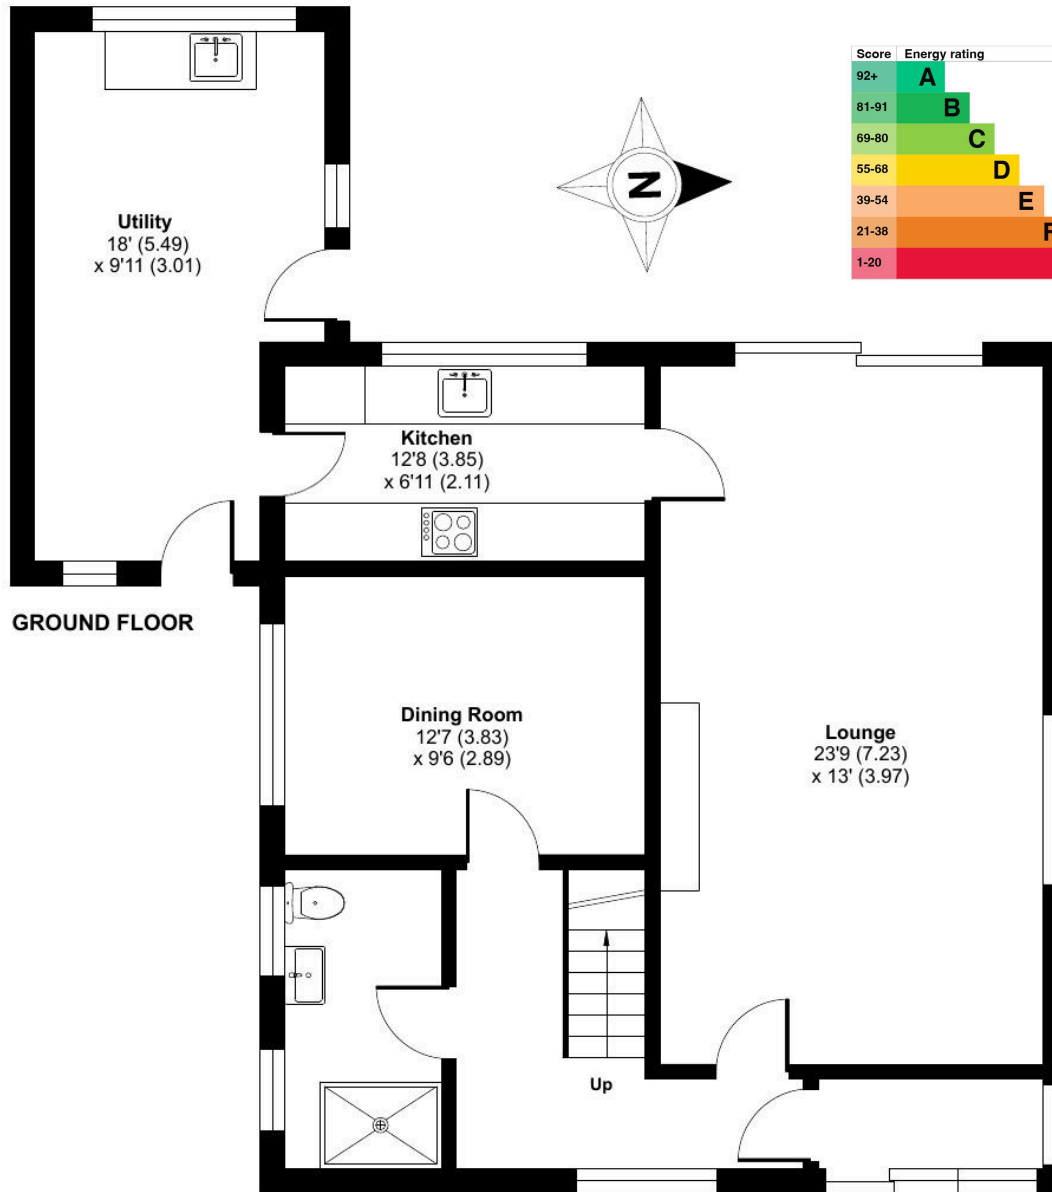 Score Energy rating
92+ A
81-91 B
69-80 C
55-68 D
39-54 E
21-38 F
1-20
N
Utility
18' (5.49)
x 9'11 (3.01)
Kitchen
12'8 (3.85)
x 6'11 (2.11)
GROUND FLOOR
Dining Room
12'7 (3.83)
x 9'6 (2.89)
Lounge
23'9 (7.23)
x 13' (3.97)
Up